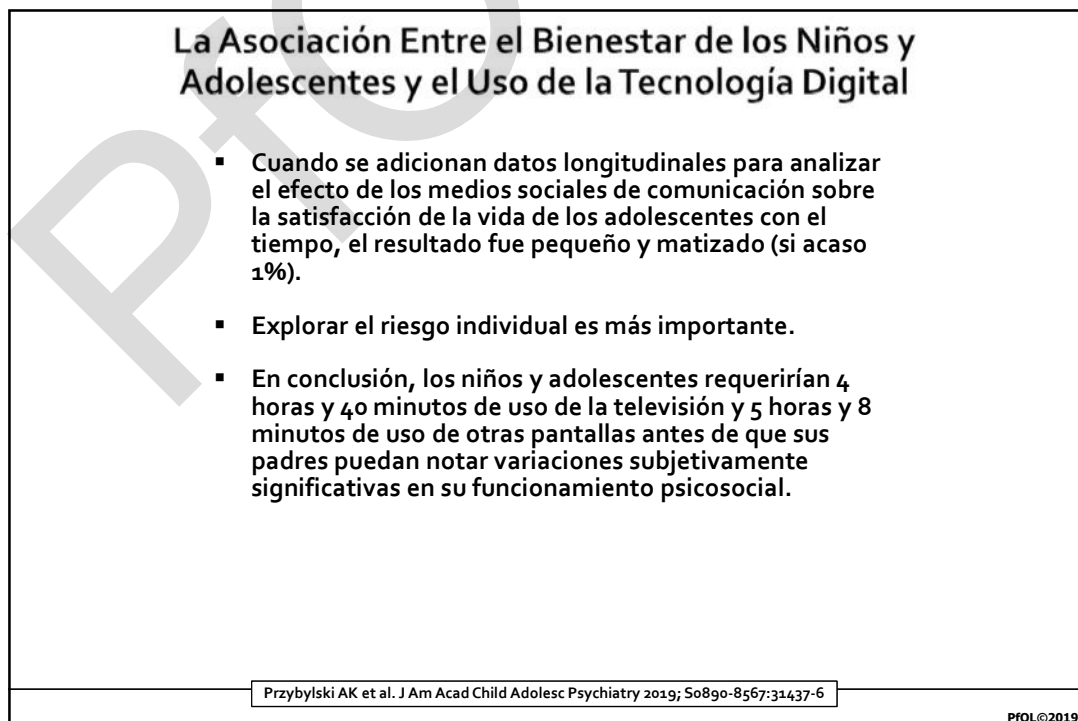 La Asociación Entre el Bienestar de los Niños y
Adolescentes y el Uso de la Tecnología Digital
▪ Cuando se adicionan datos longitudinales para analizar
el efecto de los medios sociales de comunicación sobre
la satisfacción de la vida de los adolescentes con el
tiempo, el resultado fue pequeño y matizado (si acaso
1%).
▪ Explorar el riesgo individual es más importante.
▪ En conclusión, los niños y adolescentes requerirían 4
horas y 40 minutos de uso de la televisión y 5 horas y 8
minutos de uso de otras pantallas antes de que sus
padres puedan notar variaciones subjetivamente
significativas en su funcionamiento psicosocial.
Przybylski AK et al. J Am Acad Child Adolesc Psychiatry 2019; S0890-8567:31437-6
PfOL©2019